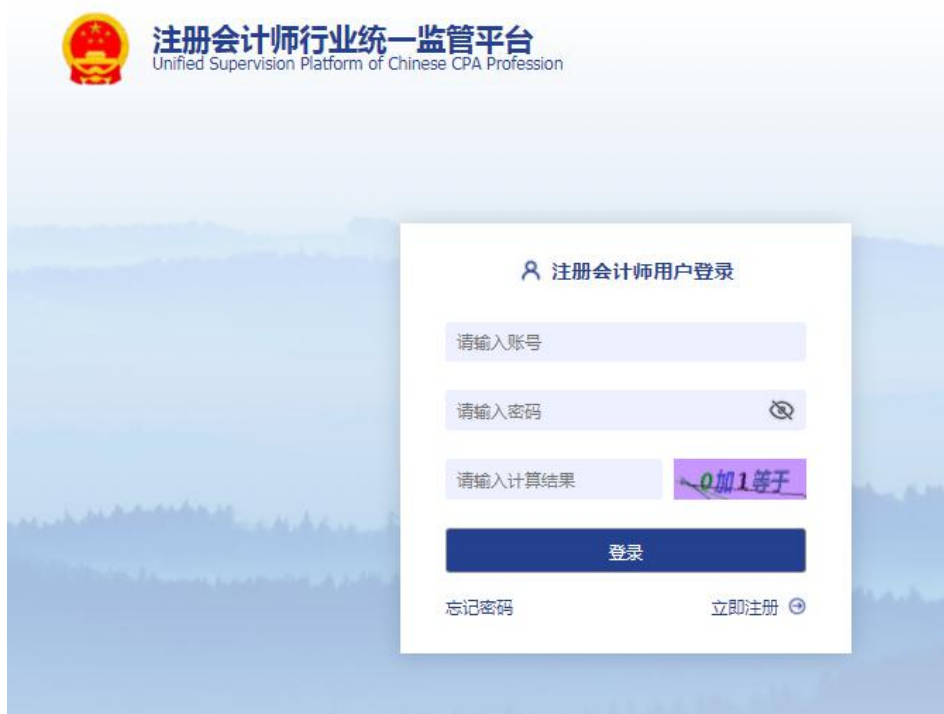 注册会计师行业统一监管平台
Unified Supervision Platform of Chinese CPA Profession
注册会计师用户登录
请输入账号
请输入密码
请输入计算结果
0加1等于
登录
忘记密码
立即注册